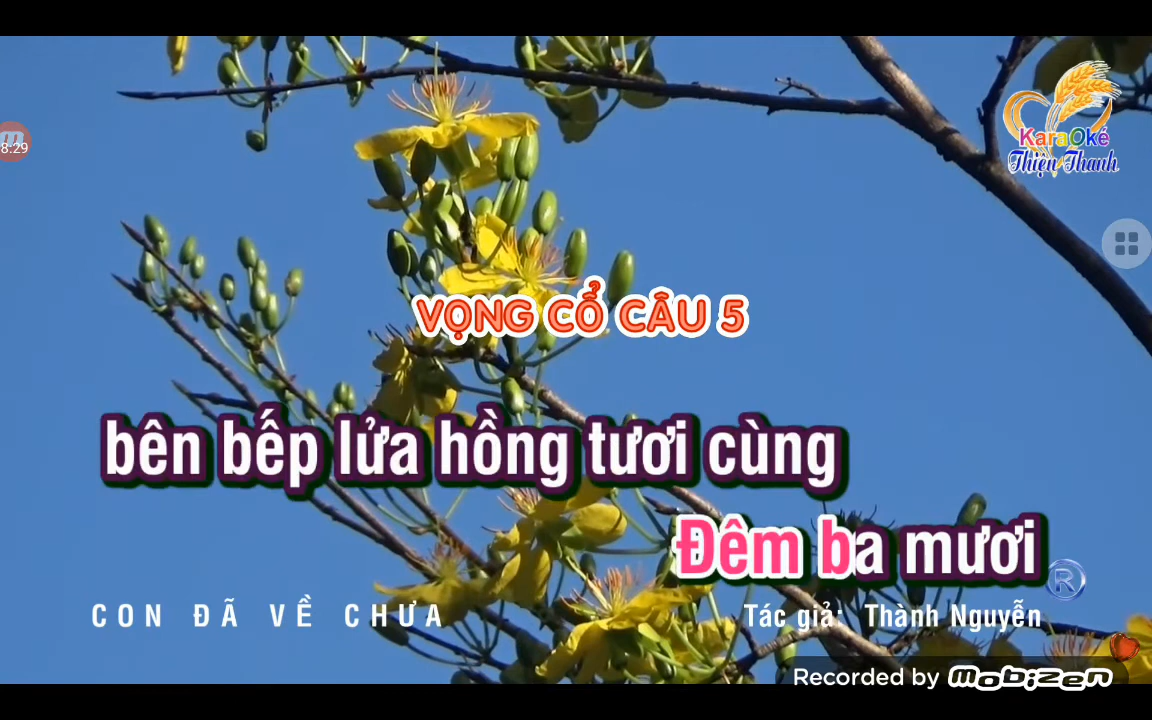 KaraOke
Thiện Thanh
8:29
VỌNG CỔ CÂU 5
bên bếp lửa hồng tươi cùng
Đêm ba mươi
®
CON ĐÃ VỀ CHƯA
Tác giả: Thành Nguyễn
Recorded by mobizen